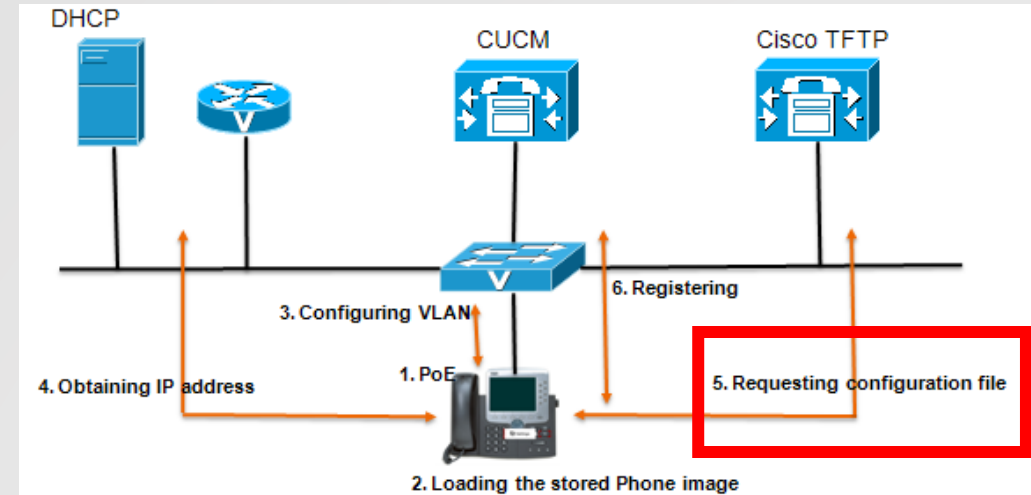 DHCP
CUCM
Cisco TFTP
V
V
6. Registering
3. Configuring VLAN
1. PoE
4. Obtaining IP address
5. Requesting configuration file
2. Loading the stored Phone image